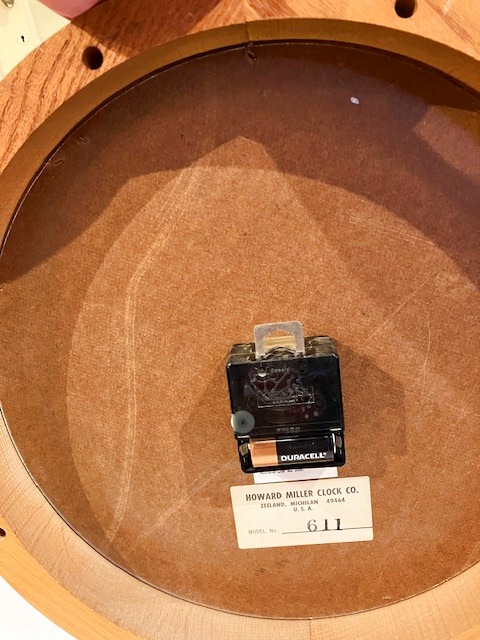 DURACELL
HOWARD MILLER CLOCK CO.
ZEELAND, MICHIGAN 49464
U. S. A.
MODEL No. 611